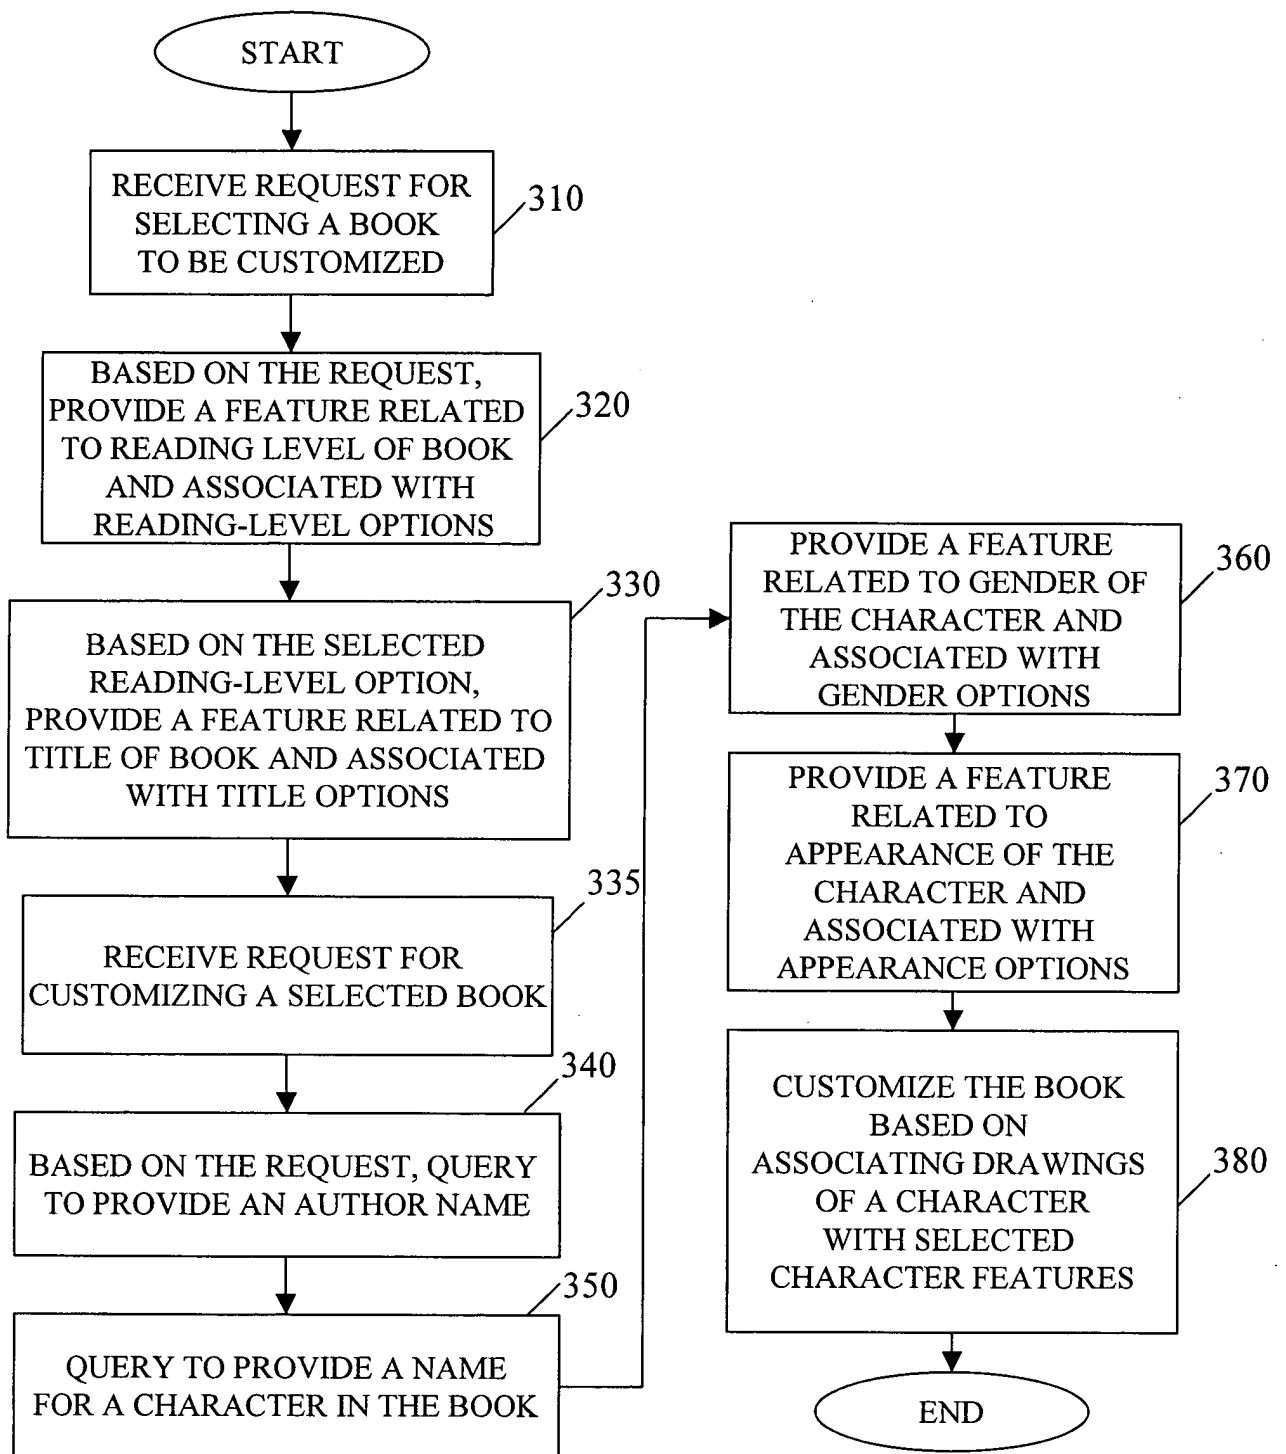 START
RECEIVE REQUEST FOR
SELECTING A BOOK
TO BE CUSTOMIZED
310
BASED ON THE REQUEST,
PROVIDE A FEATURE RELATED
TO READING LEVEL OF BOOK
AND ASSOCIATED WITH
READING-LEVEL OPTIONS
320
BASED ON THE SELECTED
READING-LEVEL OPTION,
PROVIDE A FEATURE RELATED TO
TITLE OF BOOK AND ASSOCIATED
WITH TITLE OPTIONS
330
RECEIVE REQUEST FOR
CUSTOMIZING A SELECTED BOOK
335
BASED ON THE REQUEST, QUERY
TO PROVIDE AN AUTHOR NAME
340
QUERY TO PROVIDE A NAME
FOR A CHARACTER IN THE BOOK
350
PROVIDE A FEATURE
RELATED TO GENDER OF
THE CHARACTER AND
ASSOCIATED WITH
GENDER OPTIONS
360
PROVIDE A FEATURE
RELATED TO
APPEARANCE OF THE
CHARACTER AND
ASSOCIATED WITH
APPEARANCE OPTIONS
370
CUSTOMIZE THE BOOK
BASED ON
ASSOCIATING DRAWINGS
OF A CHARACTER
WITH SELECTED
CHARACTER FEATURES
380
END